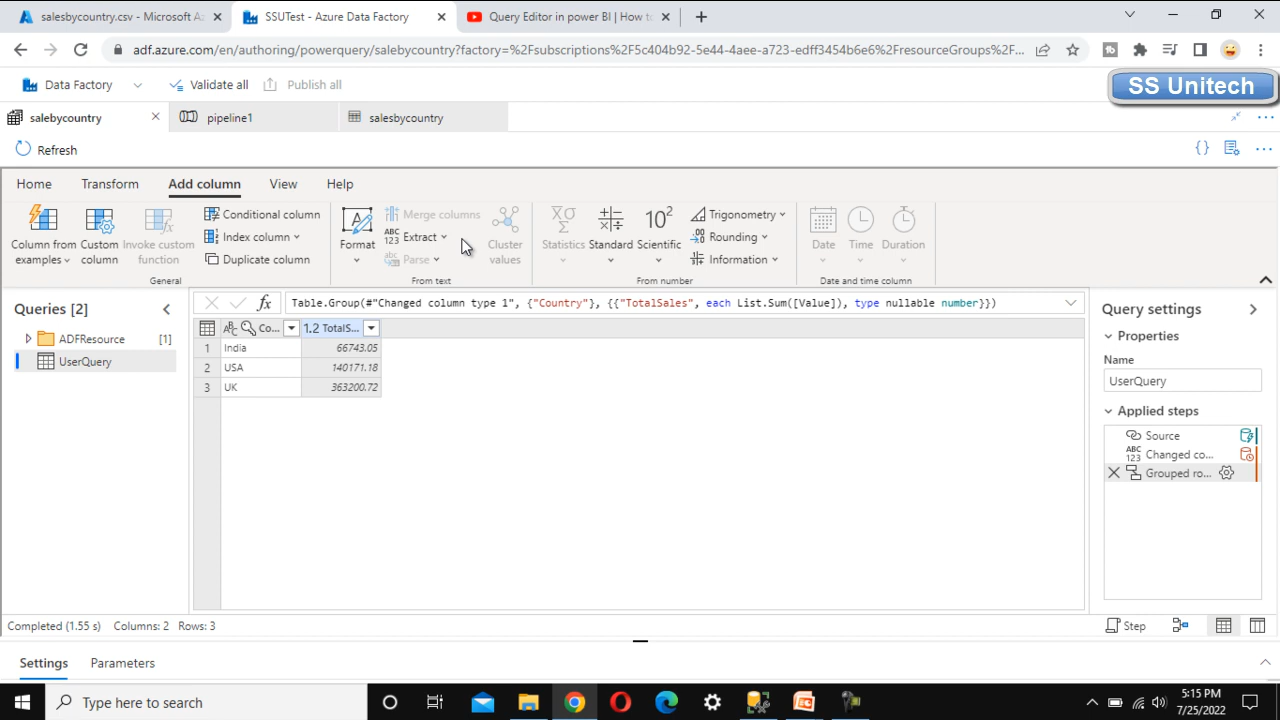 salesbycountry.csv - Microsoft Az
SSUTest - Azure Data Factory
Query Editor in power BI | How to
adf.azure.com/en/authoring/powerquery/salebycountry?factory=%2Fsubscriptions%2F5c404b92-5e44-4aee-a723-edff3454b6e6%2FresourceGroups%2F...
Data Factory
Validate all
Publish all
SS Unitech
salebycountry
pipeline1
salesbycountry
Refresh
Home
Transform
Add column
View
Help
Column from examples
Custom column
Invoke custom function
Conditional column
Index column
Duplicate column
General
Format
Merge columns
ABC 123 Extract
abc Parse
From text
Cluster values
Statistics
Standard
10² Scientific
Trigonometry
Rounding
Information
From number
Date
Time
Duration
Date and time column
Queries [2]
ADFResource [1]
UserQuery
fx Table.Group(#"Changed column type 1", {"Country"}, {{"TotalSales", each List.Sum([Value]), type nullable number}})
Co... 1.2 TotalS...
1 India 66743.05
2 USA 140171.18
3 UK 363200.72
Query settings
Properties
Name
UserQuery
Applied steps
Source
ABC 123 Changed co...
Grouped ro...
Completed (1.55 s) Columns: 2 Rows: 3
Step
Settings
Parameters
Type here to search
5:15 PM
7/25/2022